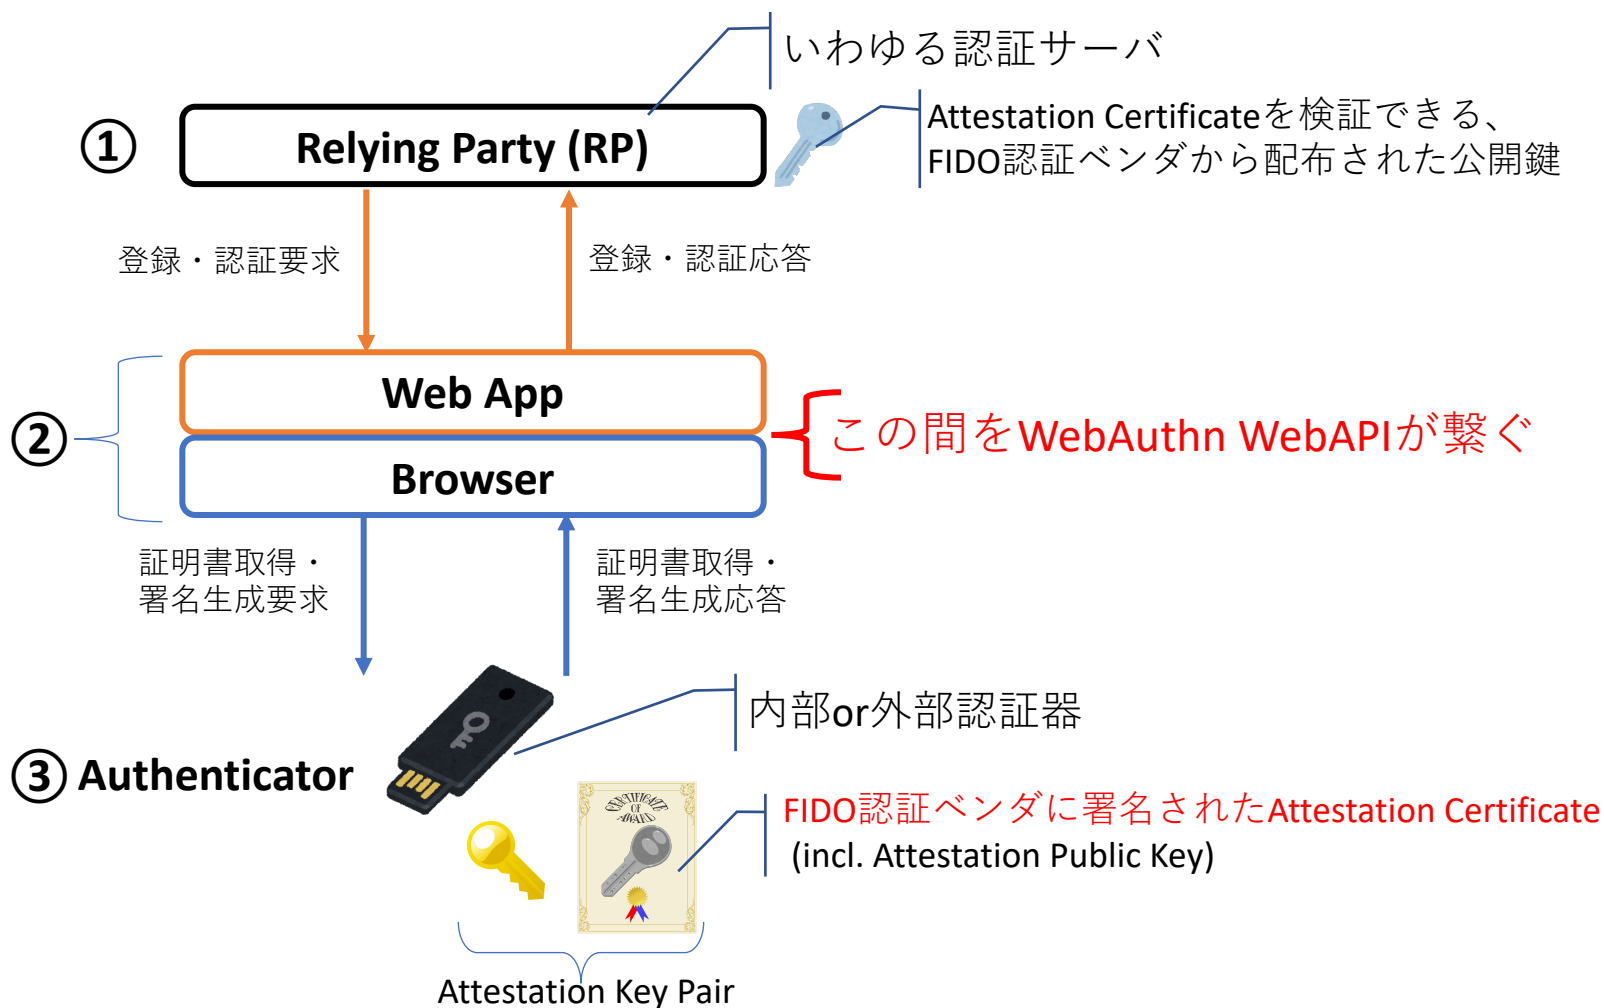 いわゆる認証サーバ
①
Relying Party (RP)
Attestation Certificateを検証できる、
FIDO認証ベンダから配布された公開鍵
登録・認証要求
登録・認証応答
②
Web App
Browser
この間をWebAuthn WebAPIが繋ぐ
証明書取得・
署名生成要求
証明書取得・
署名生成応答
内部or外部認証器
③ Authenticator
CERTIFICATE
OF
AWARD
FIDO認証ベンダに署名されたAttestation Certificate
(incl. Attestation Public Key)
Attestation Key Pair